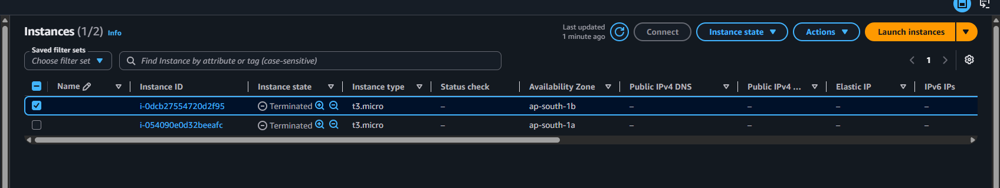 Instances (1/2) Info
Last updated
1 minute ago
Connect
Instance state
Actions
Launch instances
Saved filter sets
Choose filter set
Find Instance by attribute or tag (case-sensitive)
1
Name Instance ID Instance state Instance type Status check Availability Zone Public IPv4 DNS Public IPv4 ... Elastic IP IPv6 IPs
i-0dcb27554720d2f95 Terminated t3.micro – ap-south-1b – – – –
i-054090e0d32beeafc Terminated t3.micro – ap-south-1a – – – –